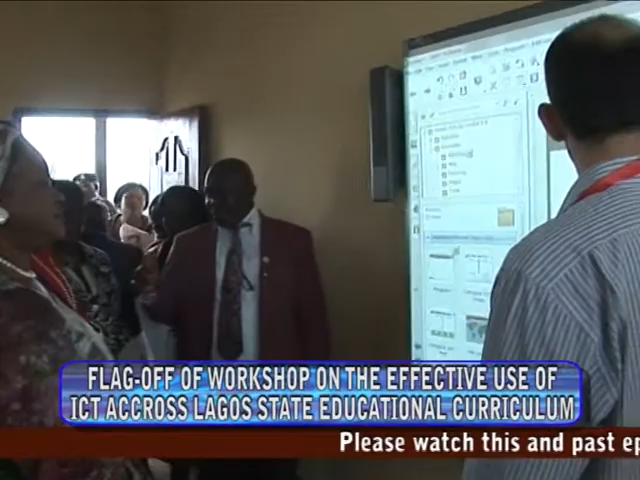 FLAG-OFF OF WORKSHOP ON THE EFFECTIVE USE OF
ICT ACCROSS LAGOS STATE EDUCATIONAL CURRICULUM
Please watch this and past ep